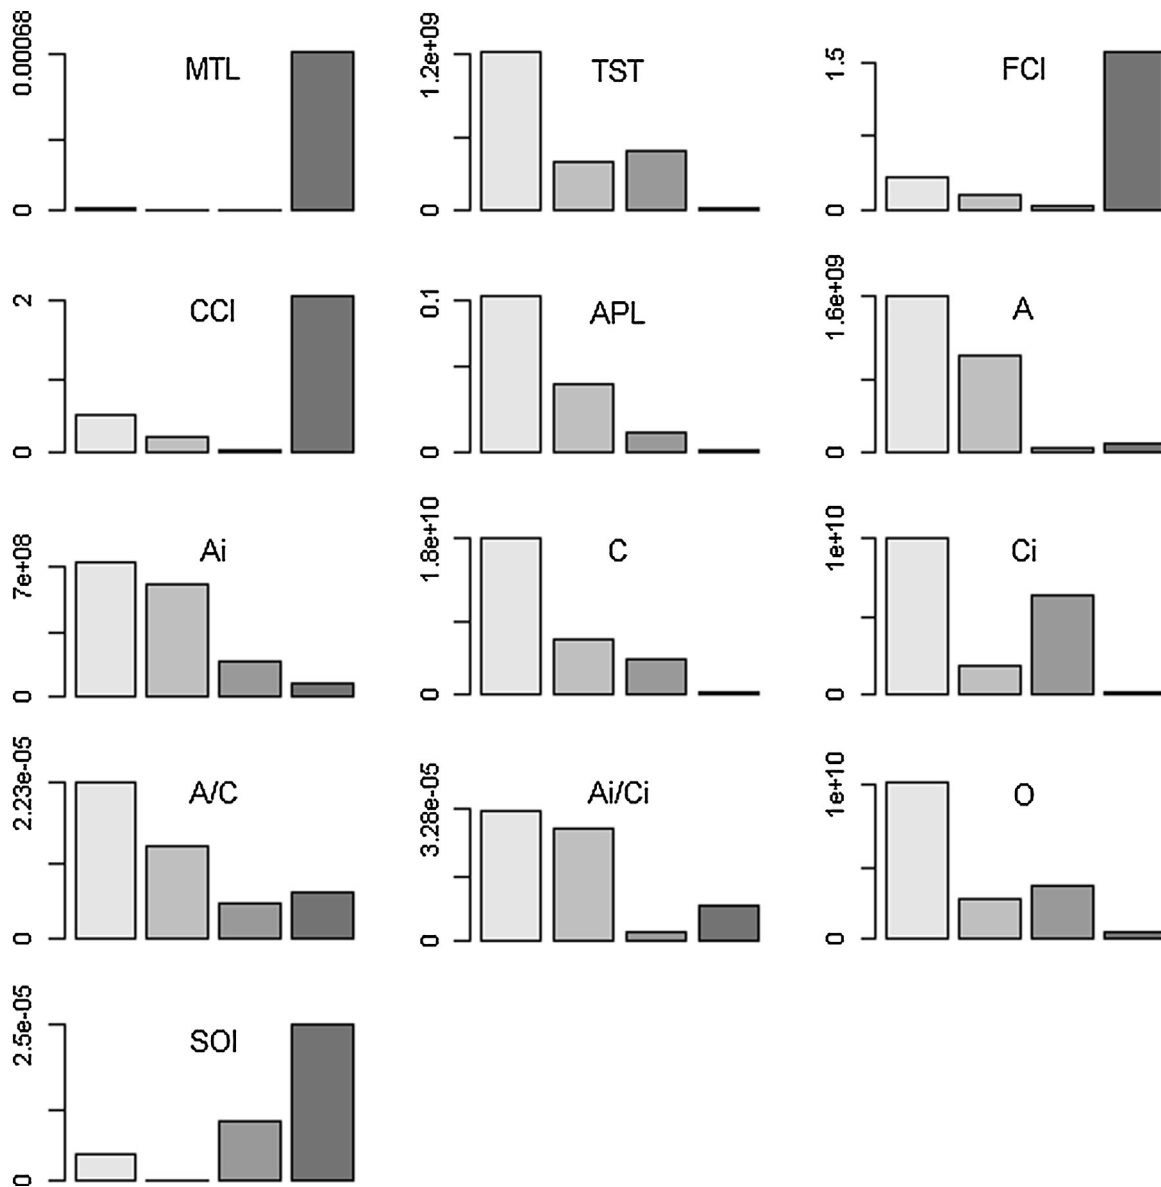 0.00068
0
MTL
1.2e+09
0
TST
1.5
0
FCI
2
0
CCI
0.1
0
APL
1.6e+09
0
A
7e+08
0
Ai
1.8e+10
0
C
1e+10
0
Ci
2.23e-05
0
A/C
3.28e-05
0
Ai/Ci
1e+10
0
O
2.5e-05
0
SOI